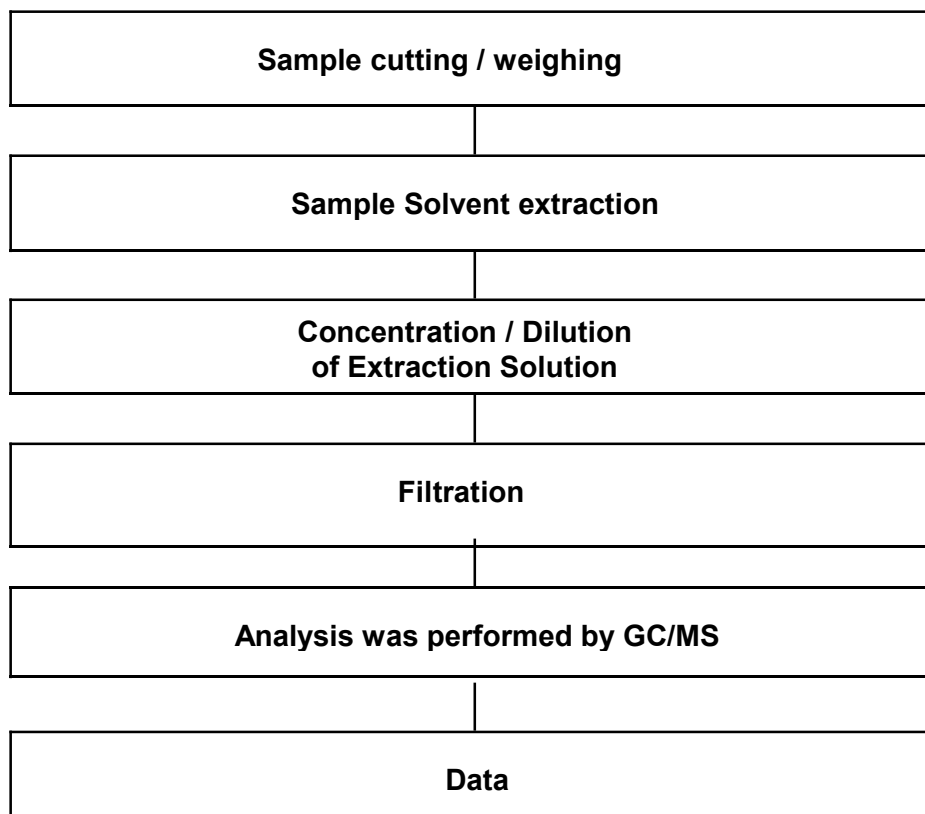 Sample cutting / weighing
Sample Solvent extraction
Concentration / Dilution
of Extraction Solution
Filtration
Analysis was performed by GC/MS
Data